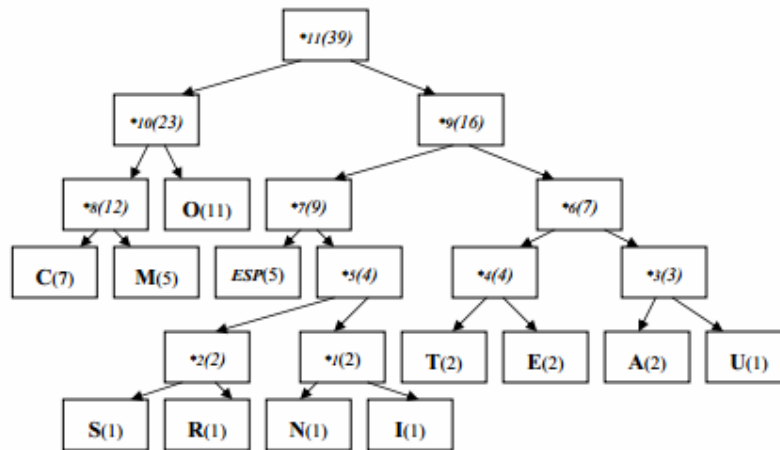 *11(39)
*10(23) *9(16)
*8(12) O(11) *7(9) *6(7)
C(7) M(5) ESP(5) *5(4) *4(4) *3(3)
*2(2) *1(2) T(2) E(2) A(2) U(1)
S(1) R(1) N(1) I(1)